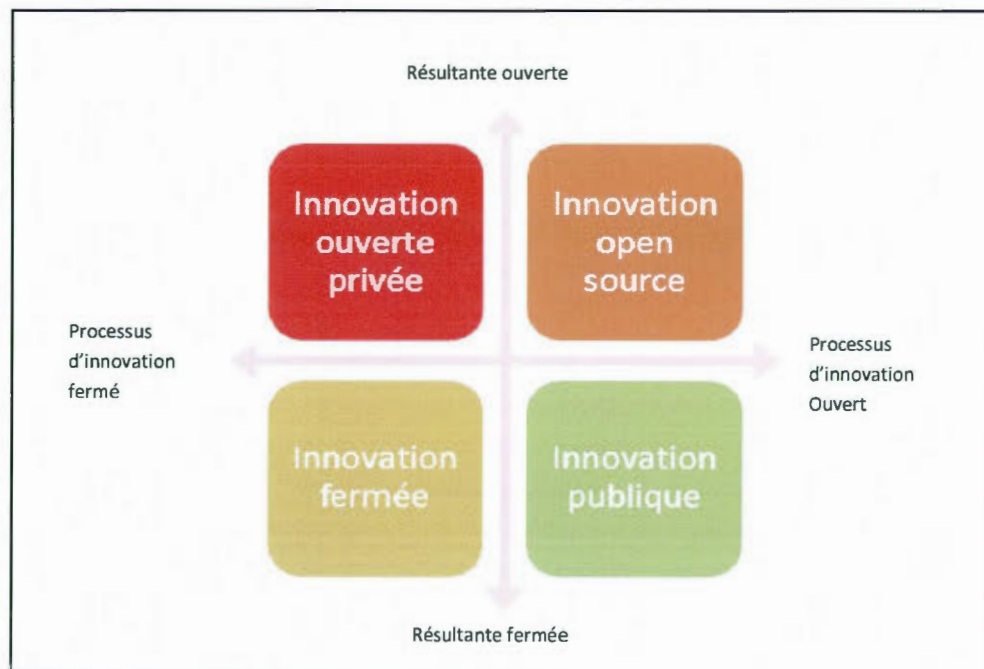 Résultante ouverte
Innovation
ouverte
privée
Innovation
open
source
Processus
d'innovation
fermé
Processus
d'innovation
Ouvert
Innovation
fermée
Innovation
publique
Résultante fermée